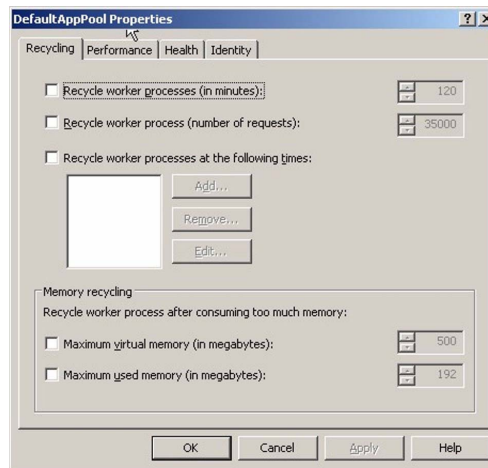 DefaultAppPool Properties
Recycling Performance Health Identity
Recycle worker processes (in minutes): 120
Recycle worker process (number of requests): 35000
Recycle worker processes at the following times:
Add...
Remove...
Edit...
Memory recycling
Recycle worker process after consuming too much memory:
Maximum virtual memory (in megabytes): 500
Maximum used memory (in megabytes): 192
OK Cancel Apply Help